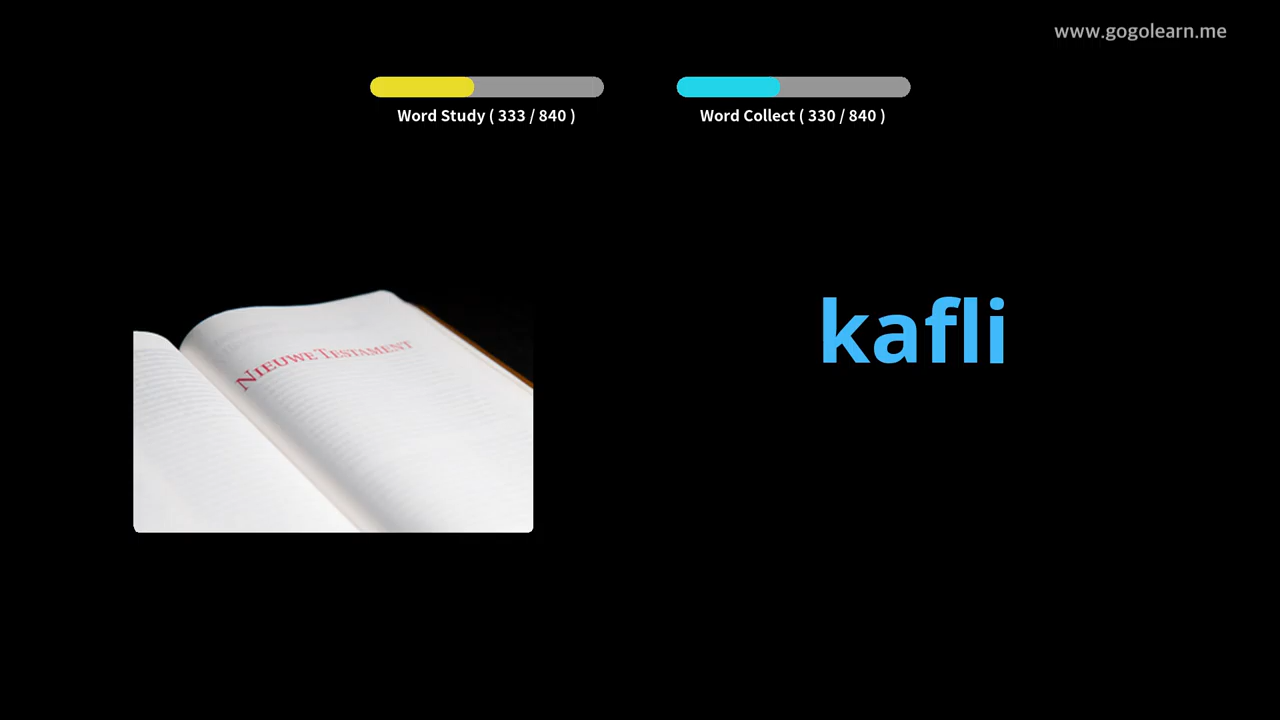 www.gogolearn.me
Word Study ( 333 / 840 )
Word Collect ( 330 / 840 )
NIEUWE TESTAMENT
kafli